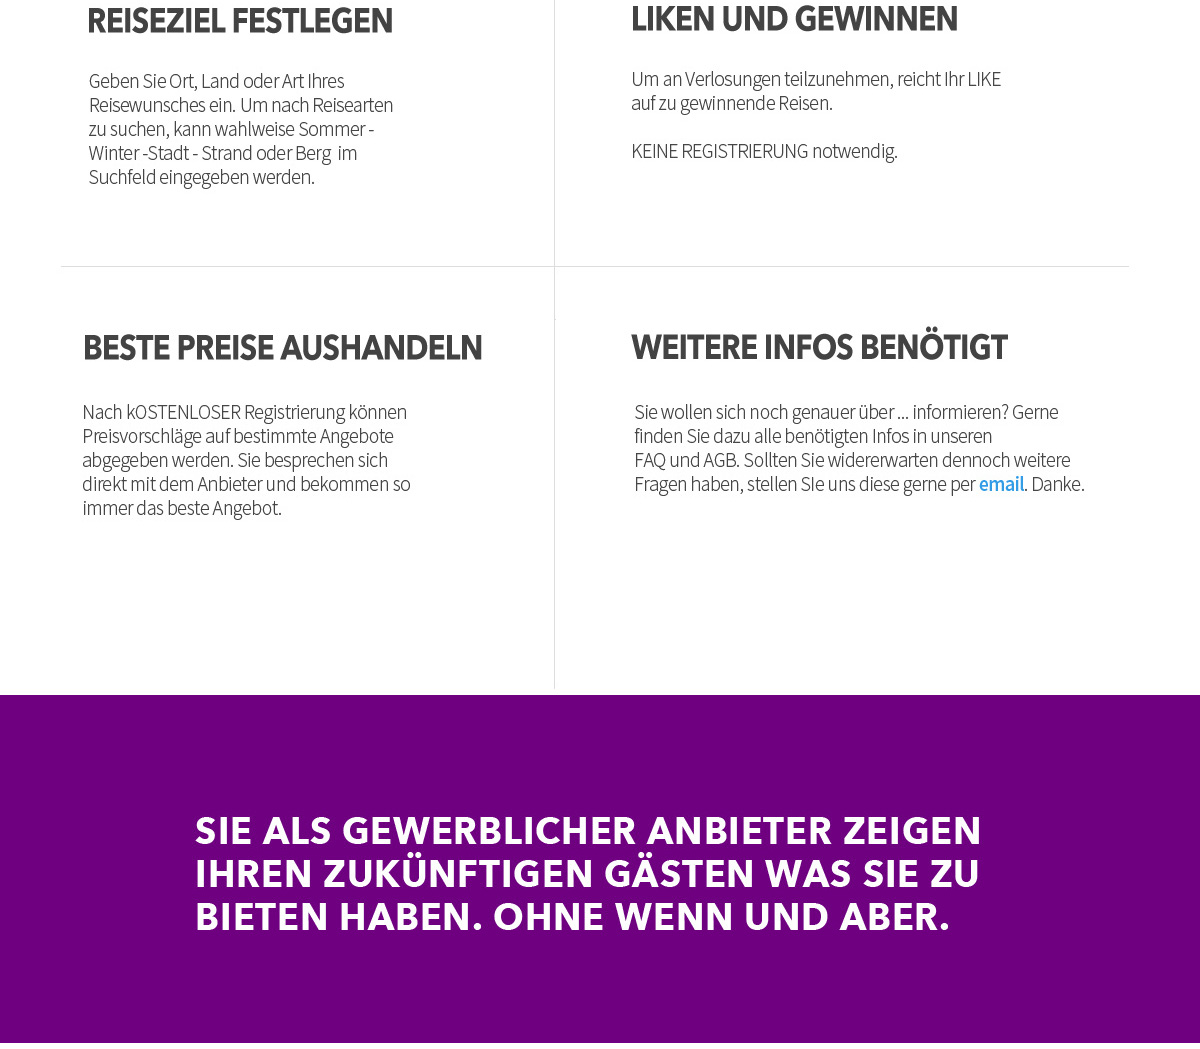 REISEZIEL FESTLEGEN
Geben Sie Ort, Land oder Art Ihres
Reisewunsches ein. Um nach Reisearten
zu suchen, kann wahlweise Sommer -
Winter -Stadt - Strand oder Berg  im
Suchfeld eingegeben werden.
LIKEN UND GEWINNEN
Um an Verlosungen teilzunehmen, reicht Ihr LIKE
auf zu gewinnende Reisen.
KEINE REGISTRIERUNG notwendig.
BESTE PREISE AUSHANDELN
Nach kOSTENLOSER Registrierung können
Preisvorschläge auf bestimmte Angebote
abgegeben werden. Sie besprechen sich
direkt mit dem Anbieter und bekommen so
immer das beste Angebot.
WEITERE INFOS BENÖTIGT
Sie wollen sich noch genauer über ... informieren? Gerne
finden Sie dazu alle benötigten Infos in unseren
FAQ und AGB. Sollten Sie widererwarten dennoch weitere
Fragen haben, stellen SIe uns diese gerne per email. Danke.
SIE ALS GEWERBLICHER ANBIETER ZEIGEN
IHREN ZUKÜNFTIGEN GÄSTEN WAS SIE ZU
BIETEN HABEN. OHNE WENN UND ABER.